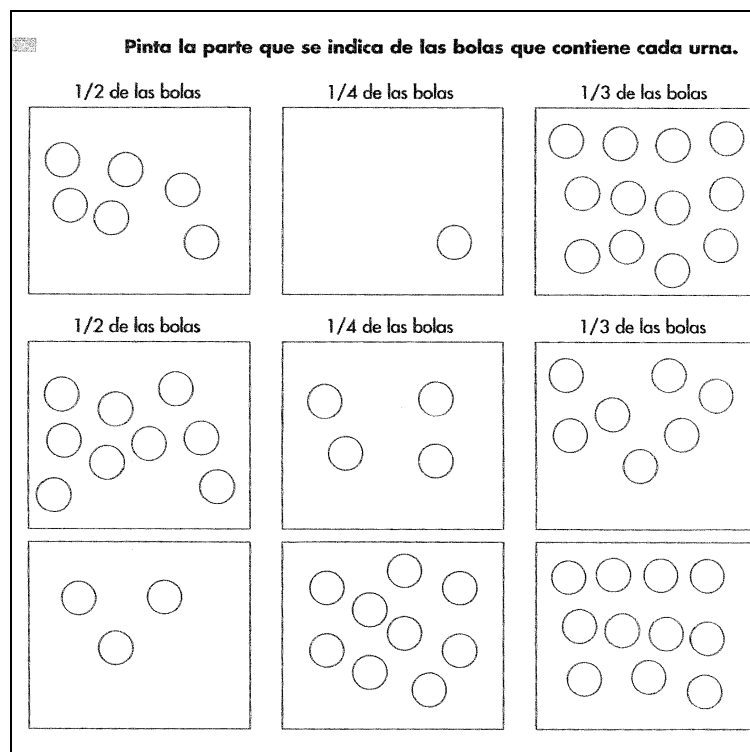 Pinta la parte que se indica de las bolas que contiene cada urna.
1/2 de las bolas
1/4 de las bolas
1/3 de las bolas
1/2 de las bolas
1/4 de las bolas
1/3 de las bolas